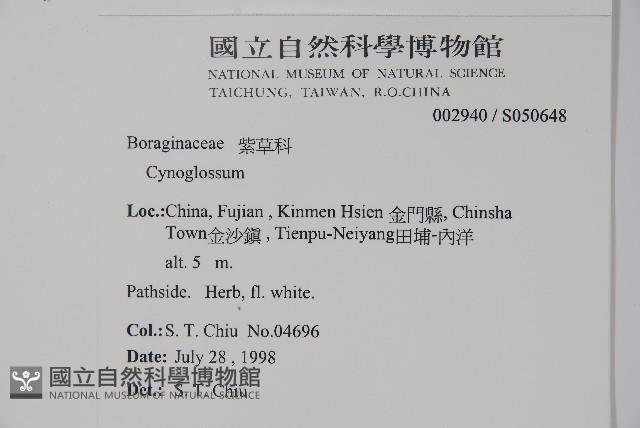 國立自然科學博物館
NATIONAL MUSEUM OF NATURAL SCIENCE
TAICHUNG, TAIWAN, R.O.CHINA
002940 / S050648
Boraginaceae 紫草科
Cynoglossum
Loc.:China, Fujian , Kinmen Hsien 金門縣, Chinsha
Town金沙鎮 , Tienpu-Neiyang田埔-內洋
alt. 5 m.
Pathside. Herb, fl. white.
Col.: S. T. Chiu No.04696
Date: July 28 , 1998
國立自然科學博物館
Det.: S. T. Chiu
NATIONAL MUSEUM OF NATURAL SCIENCE